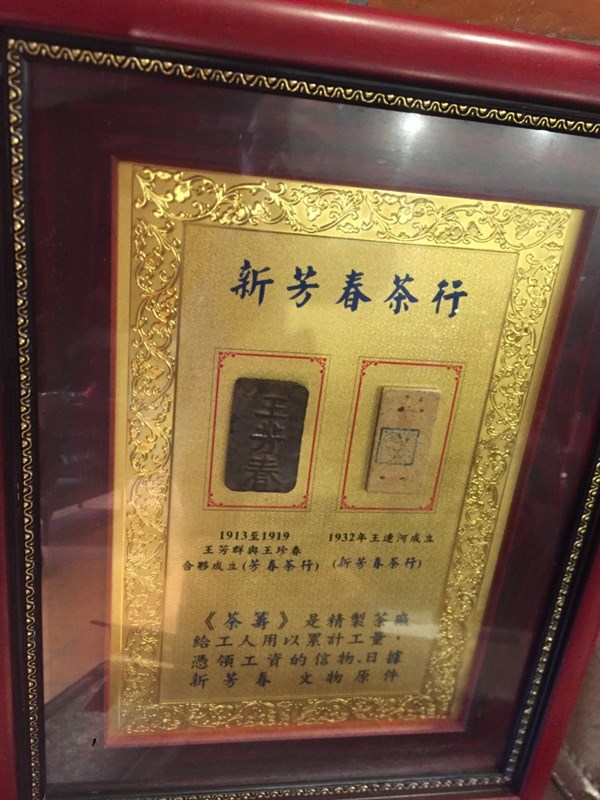 新芳春茶行
王芳春
1913至1919
王芳群與王珍春
合夥成立(芳春茶行)
1932年王連河成立
(新芳春茶行)
《茶籌》是精製茶廠
給工人用以累計工量,
憑領工資的信物、日據
新芳春 文物原件